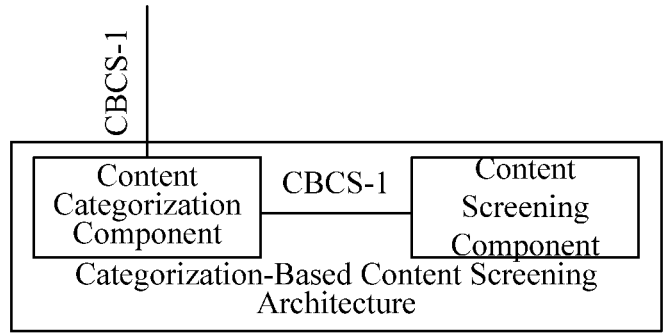 CBCS-1
Content
Categorization
Component
CBCS-1
Content
Screening
Component
Categorization-Based Content Screening
Architecture